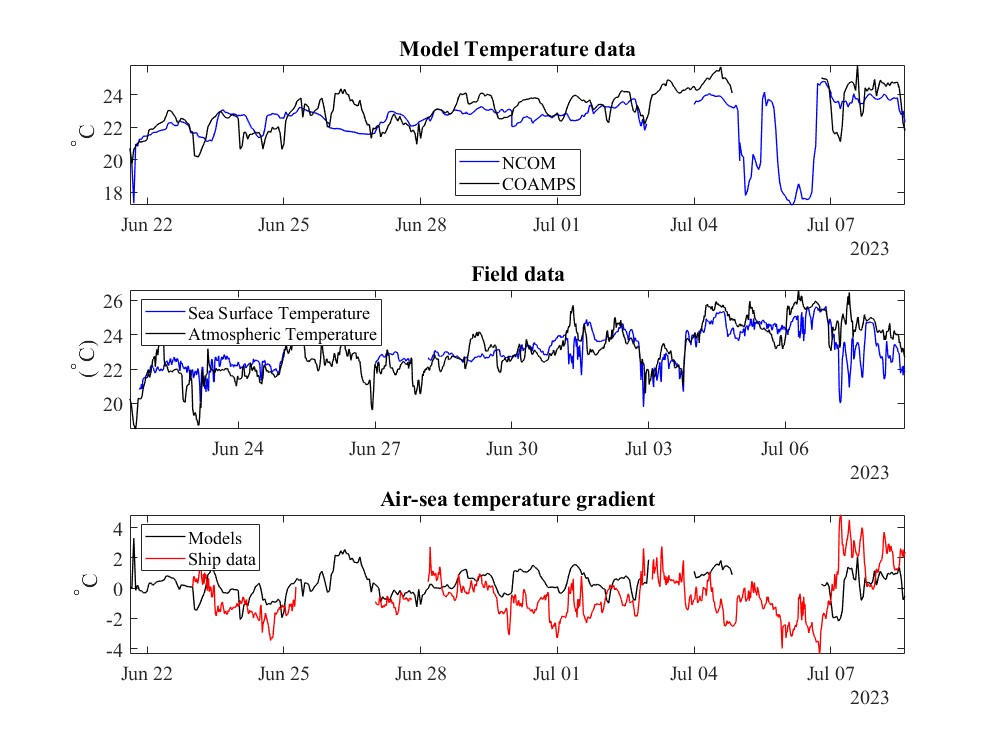 Model Temperature data
°C
24
22
20
18
NCOM
COAMPS
Jun 22 Jun 25 Jun 28 Jul 01 Jul 04 Jul 07
2023
Field data
(°C)
26
24
22
20
Sea Surface Temperature
Atmospheric Temperature
Jun 24 Jun 27 Jun 30 Jul 03 Jul 06
2023
Air-sea temperature gradient
°C
4
2
0
-2
-4
Models
Ship data
Jun 22 Jun 25 Jun 28 Jul 01 Jul 04 Jul 07
2023